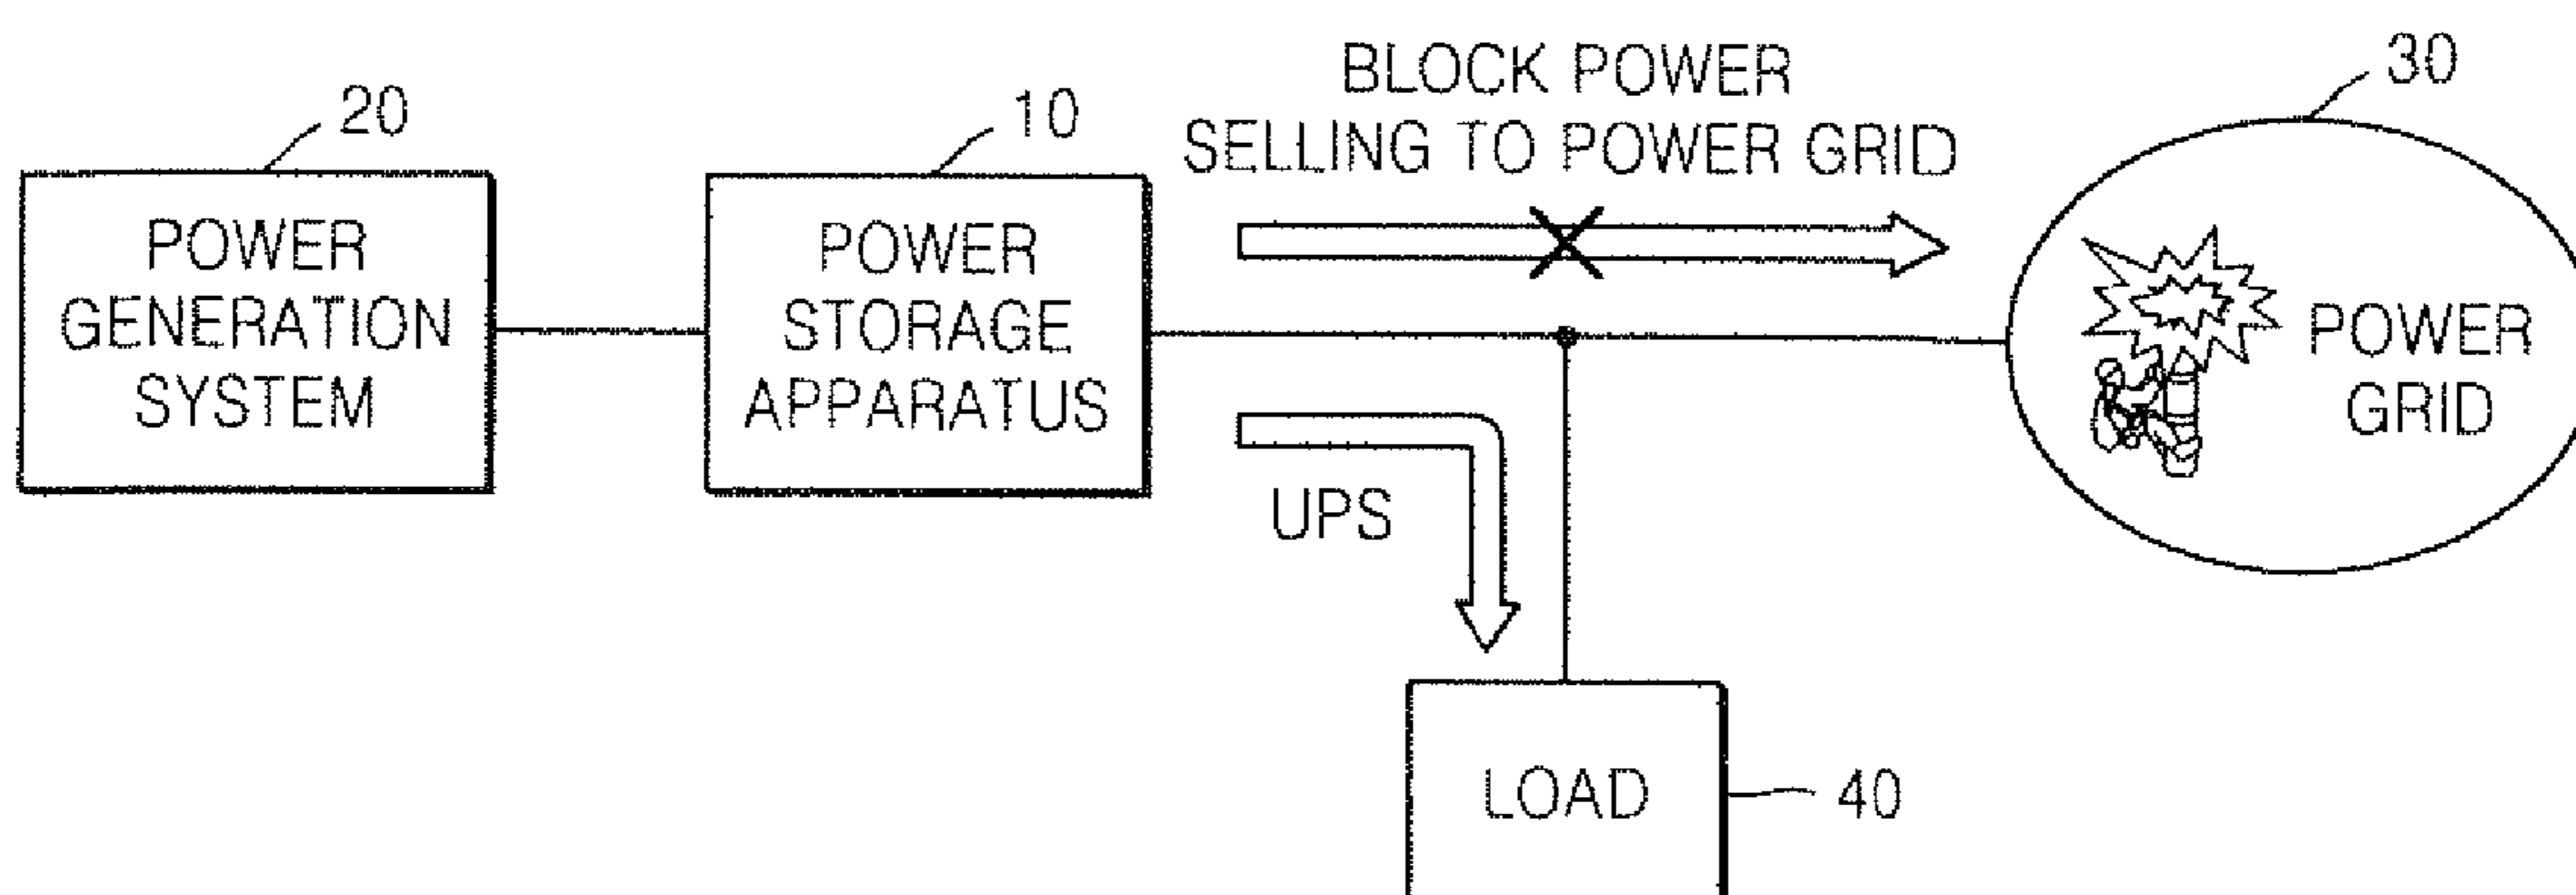 20
POWER
GENERATION
SYSTEM
10
POWER
STORAGE
APPARATUS
BLOCK POWER
SELLING TO POWER GRID
UPS
30
POWER
GRID
LOAD
40